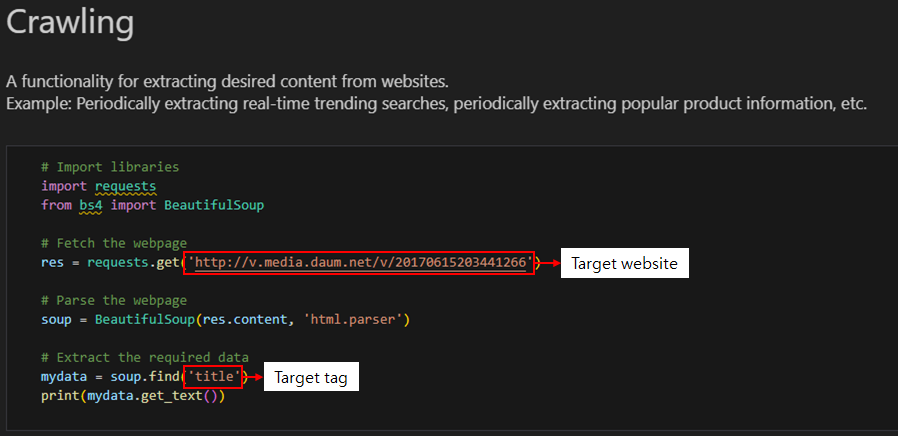 Crawling
A functionality for extracting desired content from websites.
Example: Periodically extracting real-time trending searches, periodically extracting popular product information, etc.
# Import libraries
import requests
from bs4 import BeautifulSoup
# Fetch the webpage
res = requests.get('http://v.media.daum.net/v/20170615203441266') Target website
# Parse the webpage
soup = BeautifulSoup(res.content, 'html.parser')
# Extract the required data
mydata = soup.find('title') Target tag
print(mydata.get_text())